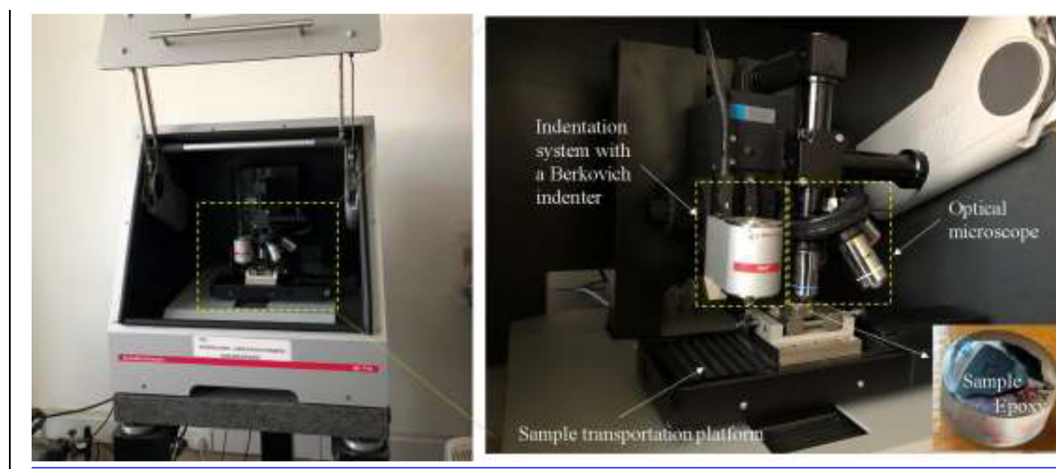 Indentation
system with
a Berkovich
indenter
Optical
microscope
Sample
Epoxy
Sample transportation platform